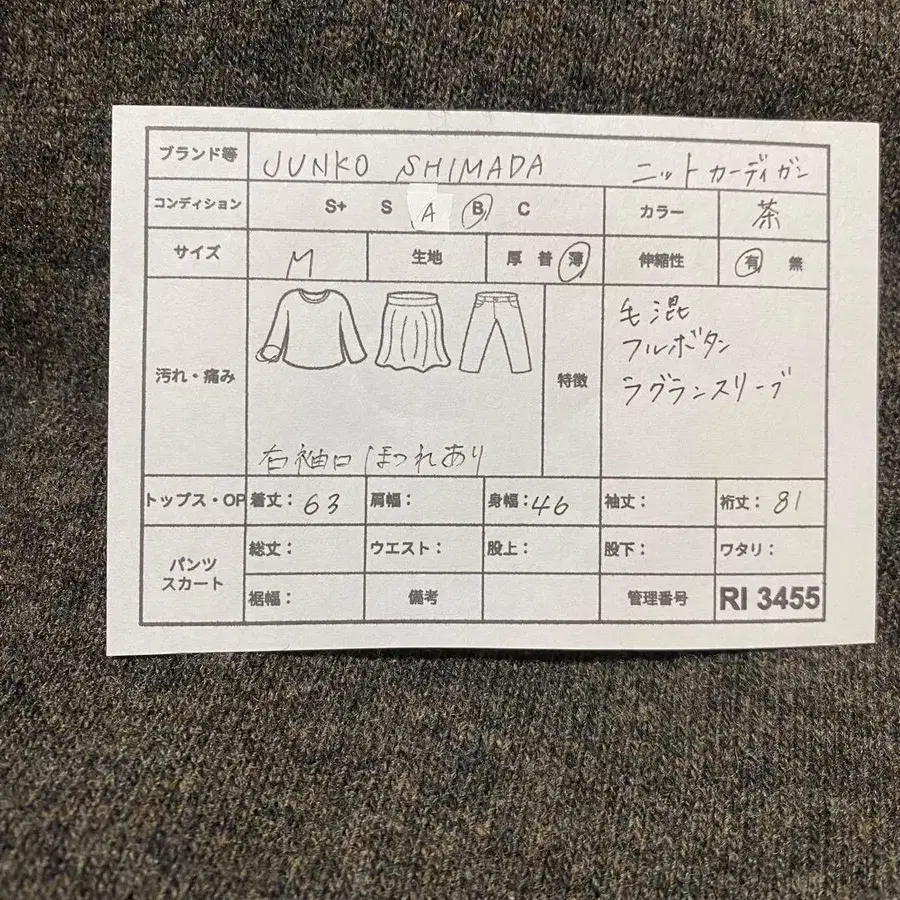 ブランド等 JUNKO SHIMADA ニットカーディガン
コンディション S+ S A B C カラー 茶
サイズ M 生地 厚 普 薄 伸縮性 有 無
汚れ・痛み 右袖口ほつれあり
特徴 毛混
フルボタン
ラグランスリーブ
トップス・OP 着丈：63 肩幅： 身幅：46 袖丈： 裄丈：81
パンツ スカート
総丈： ウエスト： 股上： 股下： ワタリ：
裾幅： 備考 管理番号 RI 3455